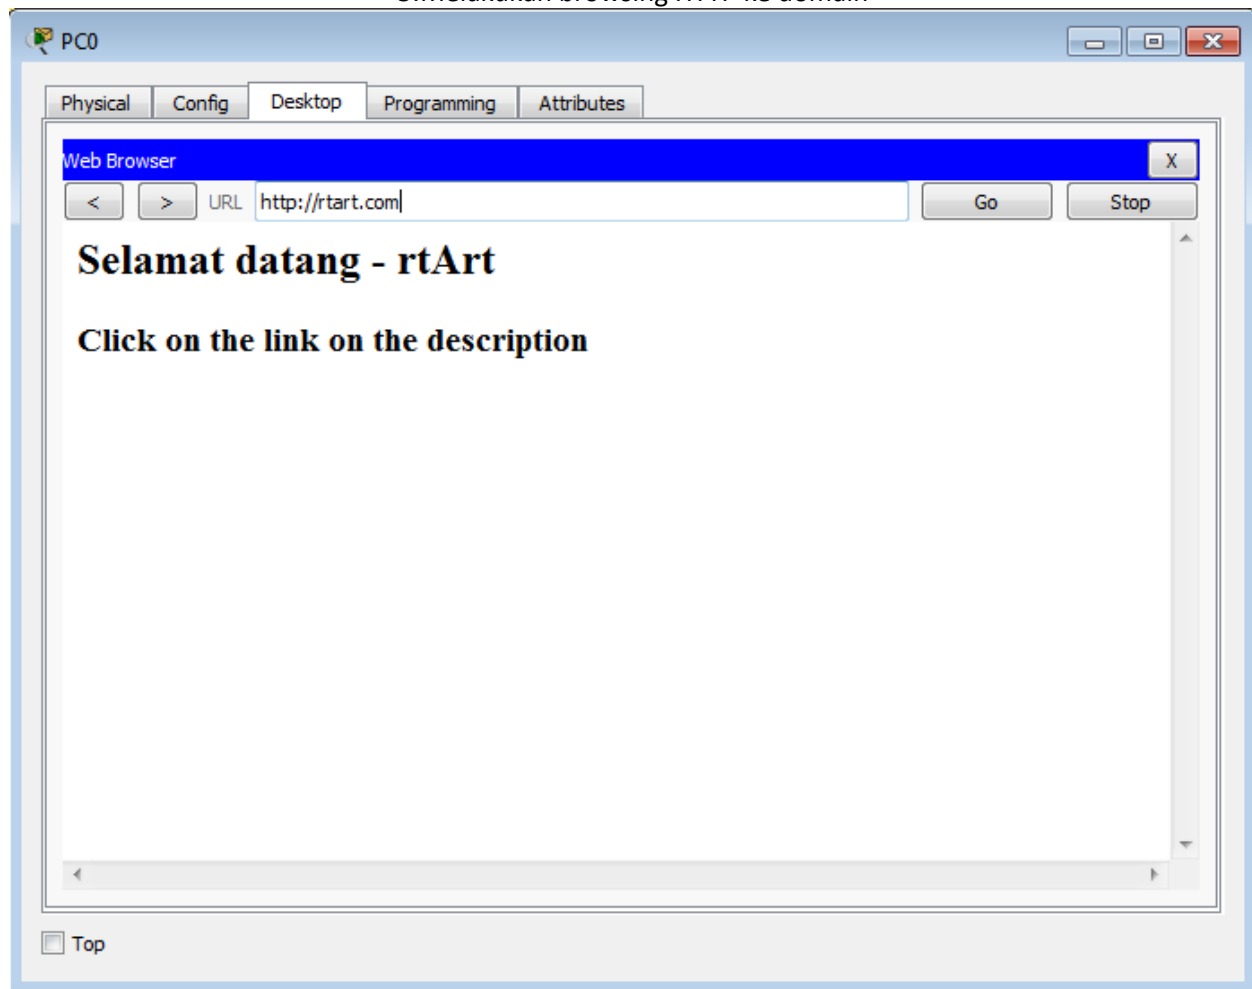 PC0
Physical Config Desktop Programming Attributes
Web Browser X
< > URL http://rtart.com Go Stop
Selamat datang - rtArt
Click on the link on the description
Top